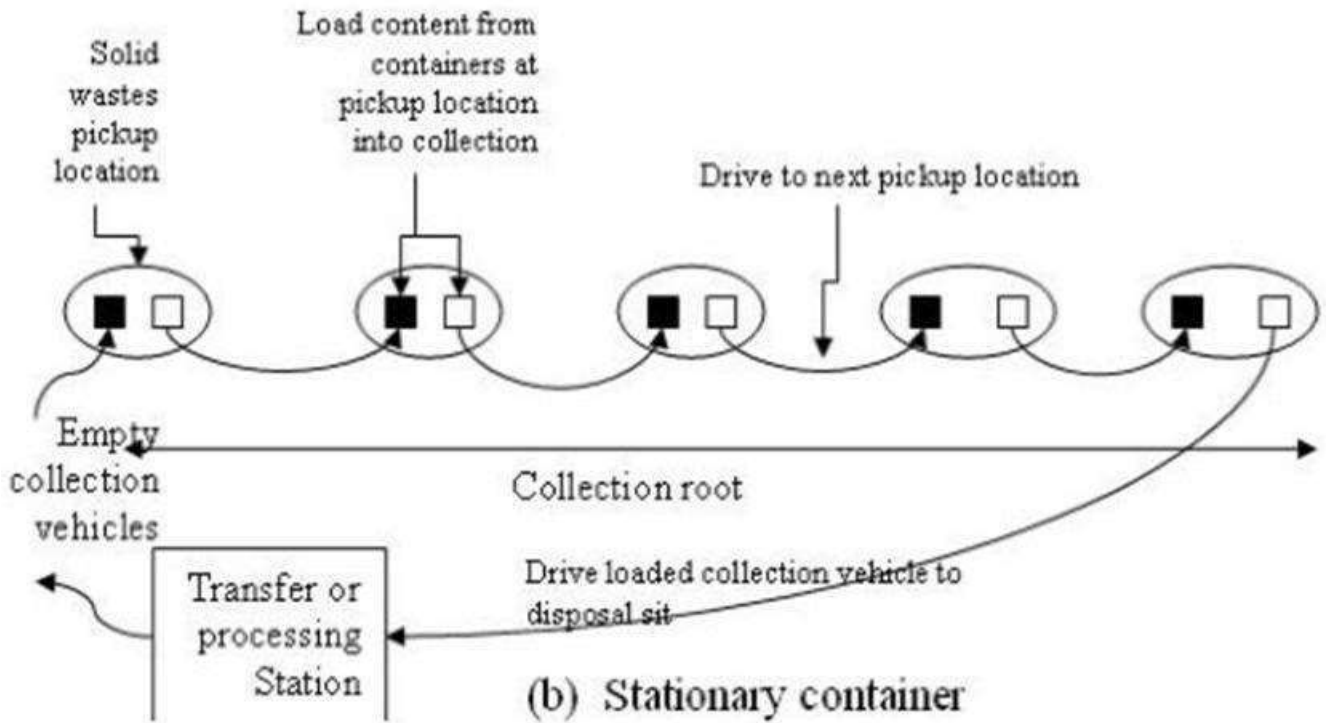 Solid
wastes
pickup
location
Load content from
containers at
pickup location
into collection
Drive to next pickup location
Empty
collection
vehicles
Collection root
Transfer or
processing
Station
Drive loaded collection vehicle to
disposal sit
(b) Stationary container